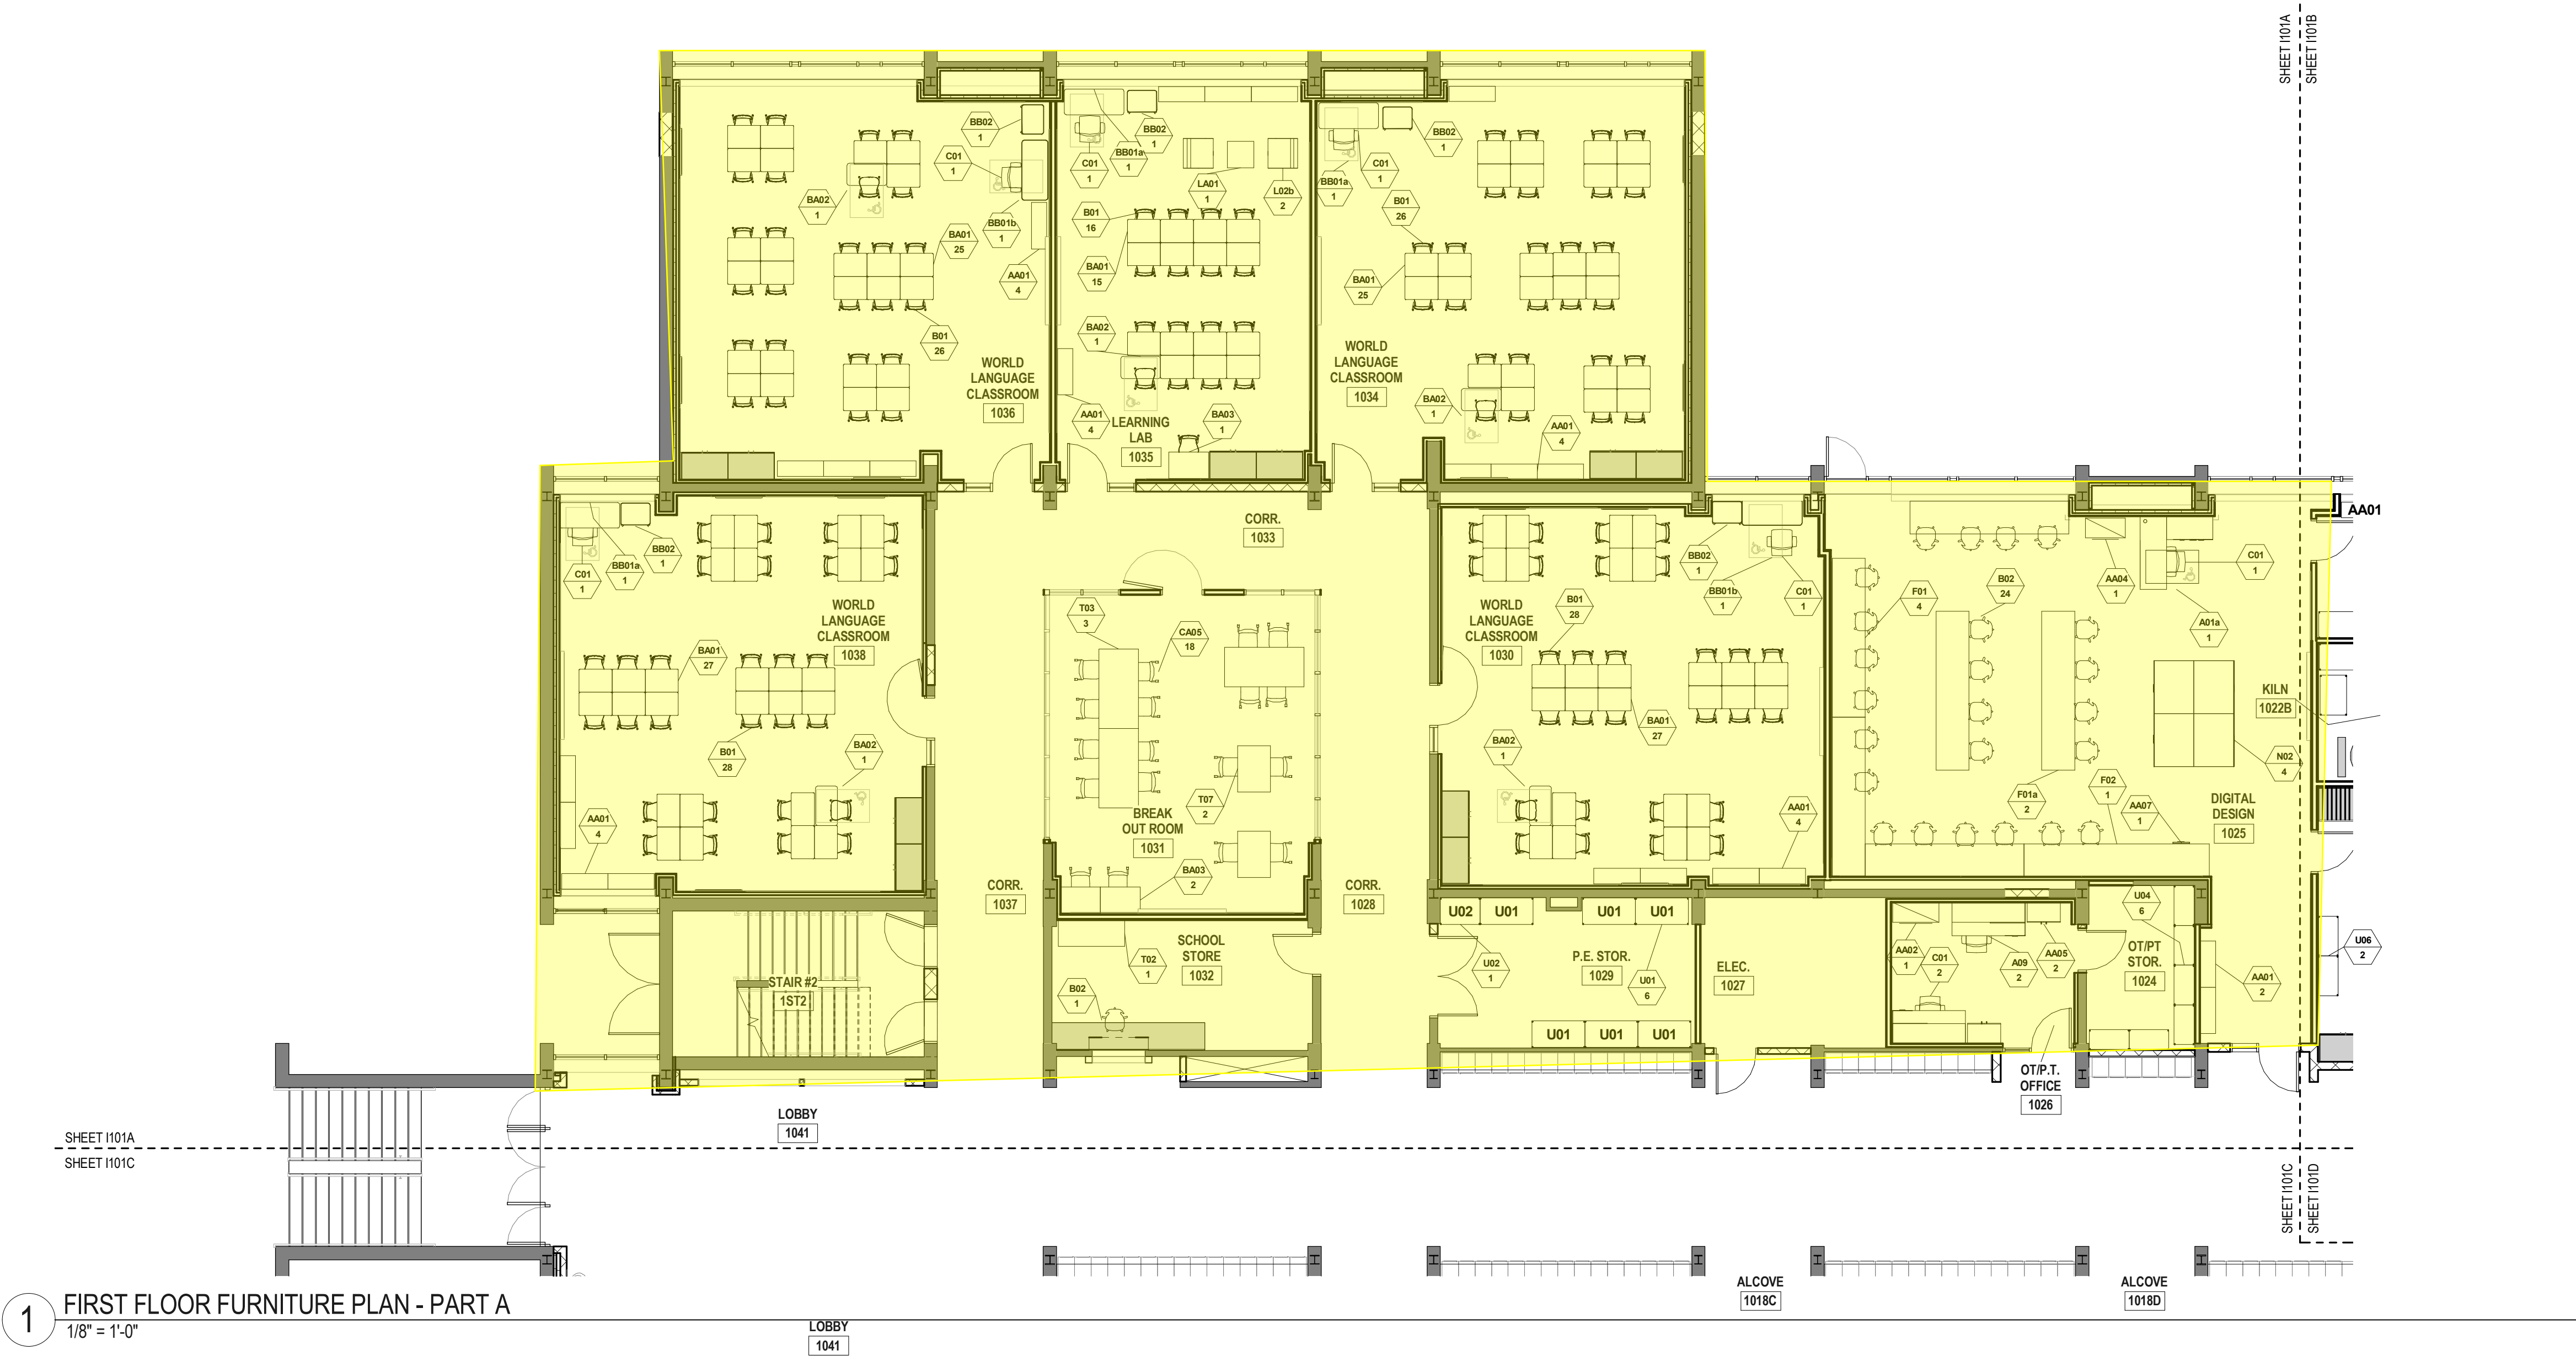 SHEET I101A
SHEET I101B
BB02
1
C01
1
BA02
1
BB01b
1
BA01
25
AA01
4
B01
26
WORLD
LANGUAGE
CLASSROOM
1036
BB02
1
BB01a
1
C01
1
LA01
1
L02b
2
B01
16
BA01
15
BA02
1
AA01
4
LEARNING
LAB
1035
BA03
1
BB02
1
C01
1
BB01a
1
B01
26
BA01
25
WORLD
LANGUAGE
CLASSROOM
1034
BA02
1
AA01
4
BB02
1
BB01a
1
C01
1
WORLD
LANGUAGE
CLASSROOM
1038
BA01
27
B01
28
BA02
1
AA01
4
CORR.
1033
T03
3
CA05
18
T07
2
BREAK
OUT ROOM
1031
BA03
2
CORR.
1037
CORR.
1028
BB02
1
BB01b
1
C01
1
B01
28
WORLD
LANGUAGE
CLASSROOM
1030
BA01
27
BA02
1
AA01
4
AA01
F01
4
B02
24
AA04
1
C01
1
A01a
1
KILN
1022B
N02
4
F01a
2
F02
1
AA07
1
DIGITAL
DESIGN
1025
STAIR #2
1ST2
SCHOOL
STORE
1032
T02
1
B02
1
U02
U01
U01
U01
P.E. STOR.
1029
U02
1
U01
6
U01
U01
U01
ELEC.
1027
AA02
1
C01
2
A09
2
AA05
2
U04
6
OT/PT
STOR.
1024
AA01
2
U06
2
OT/P.T.
OFFICE
1026
LOBBY
1041
SHEET I101A
SHEET I101C
SHEET I101C
SHEET I101D
ALCOVE
1018C
ALCOVE
1018D
1
FIRST FLOOR FURNITURE PLAN - PART A
1/8" = 1'-0"
LOBBY
1041